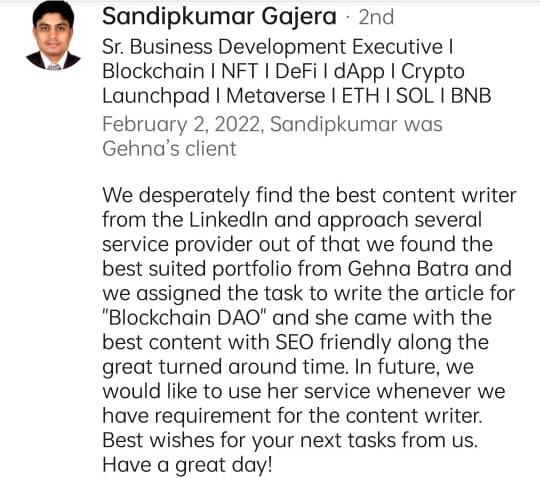 Sandipkumar Gajera · 2nd
Sr. Business Development Executive I
Blockchain I NFT I DeFi I dApp I Crypto
Launchpad I Metaverse I ETH I SOL I BNB
February 2, 2022, Sandipkumar was
Gehna's client
We desperately find the best content writer
from the LinkedIn and approach several
service provider out of that we found the
best suited portfolio from Gehna Batra and
we assigned the task to write the article for
"Blockchain DAO" and she came with the
best content with SEO friendly along the
great turned around time. In future, we
would like to use her service whenever we
have requirement for the content writer.
Best wishes for your next tasks from us.
Have a great day!